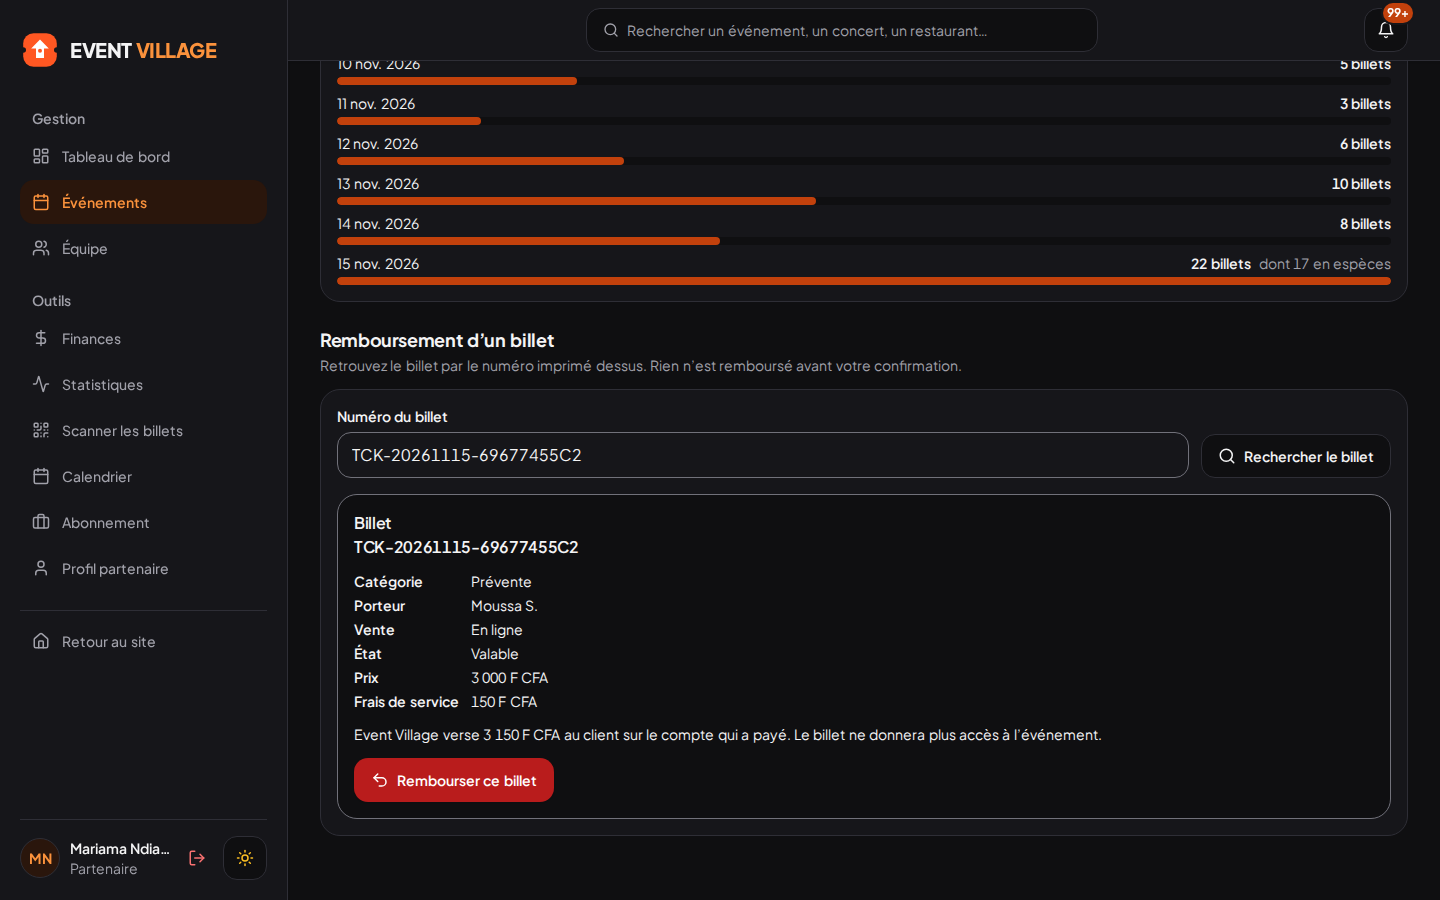 EVENT VILLAGE
Rechercher un événement, un concert, un restaurant...
99+
Gestion
Tableau de bord
Événements
Équipe
Outils
Finances
Statistiques
Scanner les billets
Calendrier
Abonnement
Profil partenaire
Retour au site
MN
Mariama Ndia...
Partenaire
10 nov. 2026 5 billets
11 nov. 2026 3 billets
12 nov. 2026 6 billets
13 nov. 2026 10 billets
14 nov. 2026 8 billets
15 nov. 2026 22 billets dont 17 en espèces
Remboursement d’un billet
Retrouvez le billet par le numéro imprimé dessus. Rien n’est remboursé avant votre confirmation.
Numéro du billet
TCK-20261115-69677455C2 Rechercher le billet
Billet
TCK-20261115-69677455C2
Catégorie Prévente
Porteur Moussa S.
Vente En ligne
État Valable
Prix 3 000 F CFA
Frais de service 150 F CFA
Event Village verse 3 150 F CFA au client sur le compte qui a payé. Le billet ne donnera plus accès à l’événement.
Rembourser ce billet